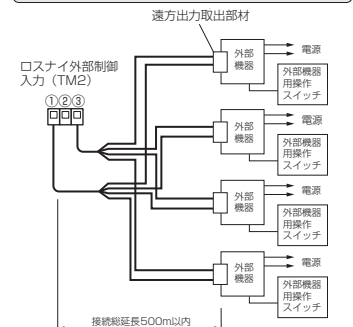 遠方出力取出部材
ロスナイ外部制御
入力（TM2）
①②③
外部
機器
電源
外部機器
用操作
スイッチ
外部
機器
電源
外部機器
用操作
スイッチ
外部
機器
電源
外部機器
用操作
スイッチ
外部
機器
電源
外部機器
用操作
スイッチ
接続総延長500m以内